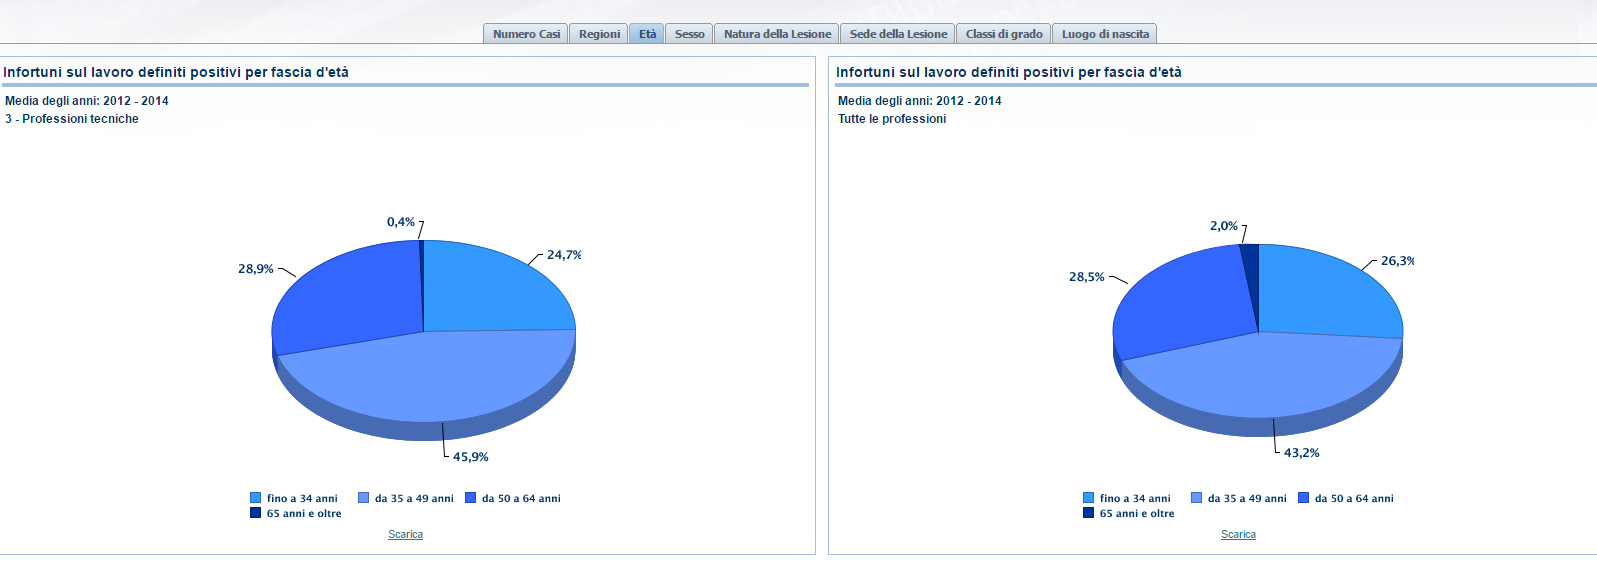 Numero Casi Regioni Età Sesso Natura della Lesione Sede della Lesione Classi di grado Luogo di nascita
Infortuni sul lavoro definiti positivi per fascia d'età
Media degli anni: 2012 - 2014
3 - Professioni tecniche
0,4%
24,7%
28,9%
45,9%
fino a 34 anni da 35 a 49 anni da 50 a 64 anni
65 anni e oltre
Scarica
Infortuni sul lavoro definiti positivi per fascia d'età
Media degli anni: 2012 - 2014
Tutte le professioni
2,0%
26,3%
28,5%
43,2%
fino a 34 anni da 35 a 49 anni da 50 a 64 anni
65 anni e oltre
Scarica